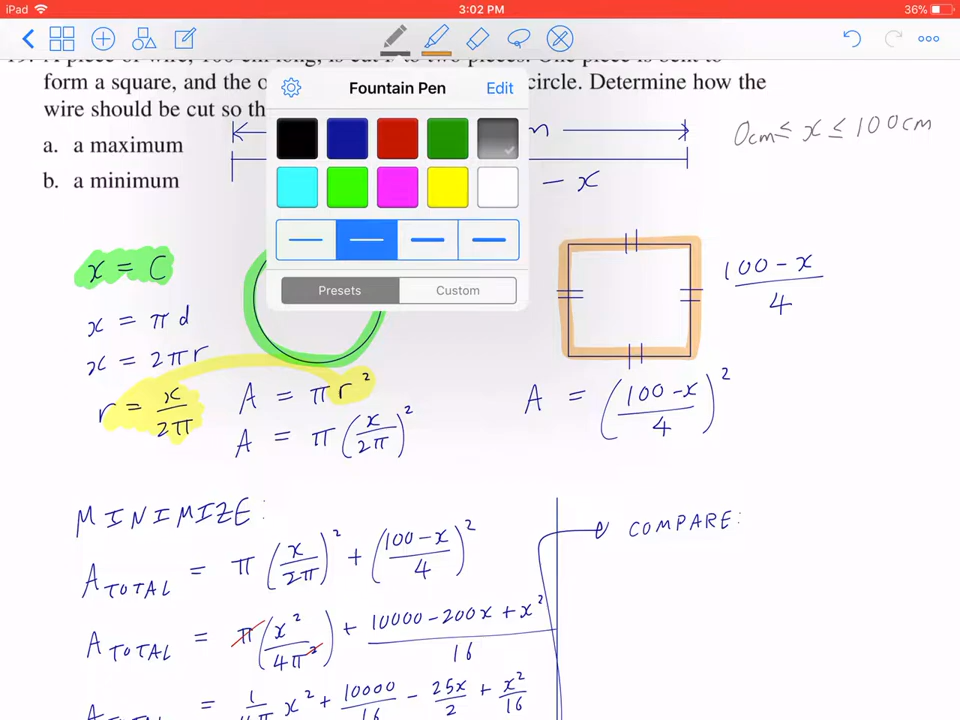 iPad 3:02 PM 36%
form a square, and the o circle. Determine how the
wire should be cut so th
a. a maximum
b. a minimum
Fountain Pen Edit
Presets Custom
0cm ≤ x ≤ 100cm
− x
x = C
x = πd
x = 2πr
r = x/2π
A = πr²
A = π(x/2π)²
100 − x/4
A = (100 − x/4)²
MINIMIZE:
A TOTAL = π(x/2π)² + (100 − x/4)²
A TOTAL = π(x²/4π²) + 10000 − 200x + x²/16
A TOTAL = 1/4π x² + 10000/16 − 25x/2 + x²/16
COMPARE: